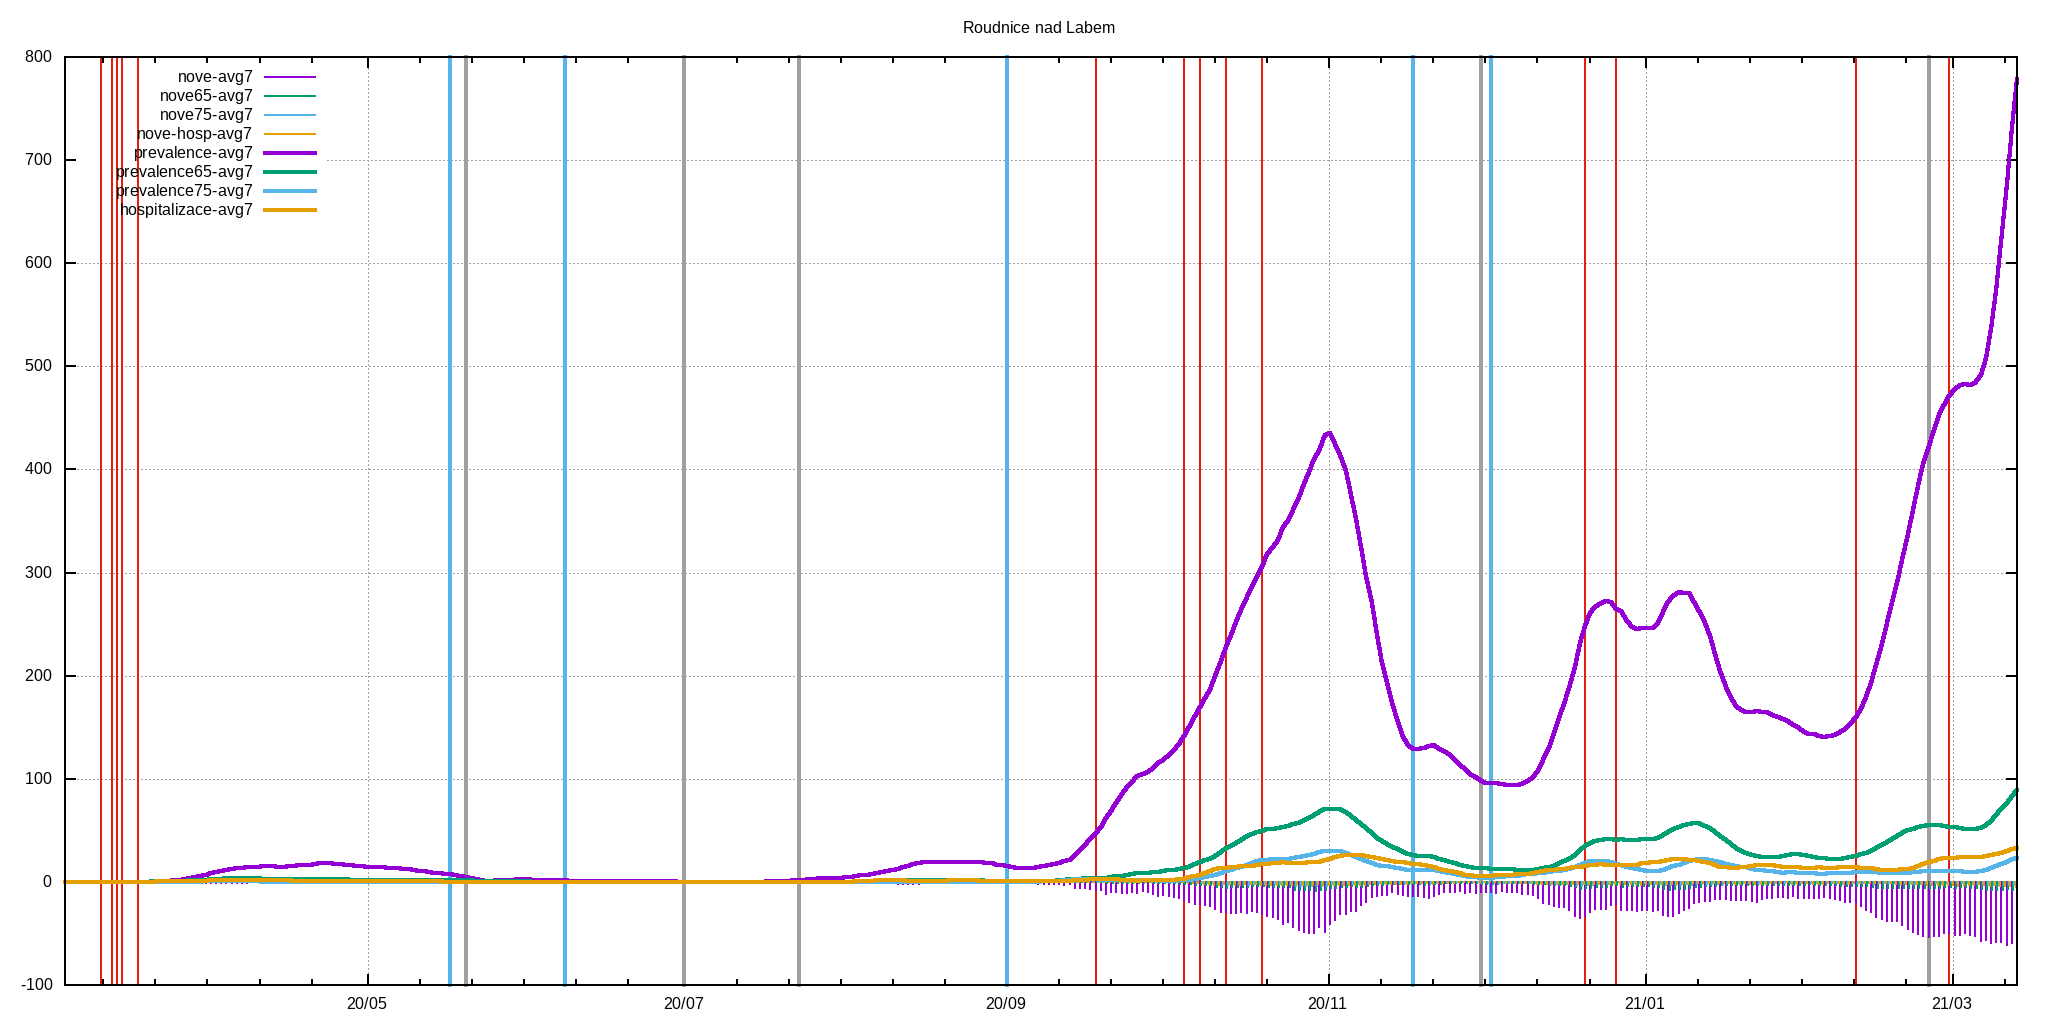 Roudnice nad Labem
800
700
600
500
400
300
200
100
0
-100
nove-avg7
nove65-avg7
nove75-avg7
nove-hosp-avg7
prevalence-avg7
prevalence65-avg7
prevalence75-avg7
hospitalizace-avg7
20/05
20/07
20/09
20/11
21/01
21/03